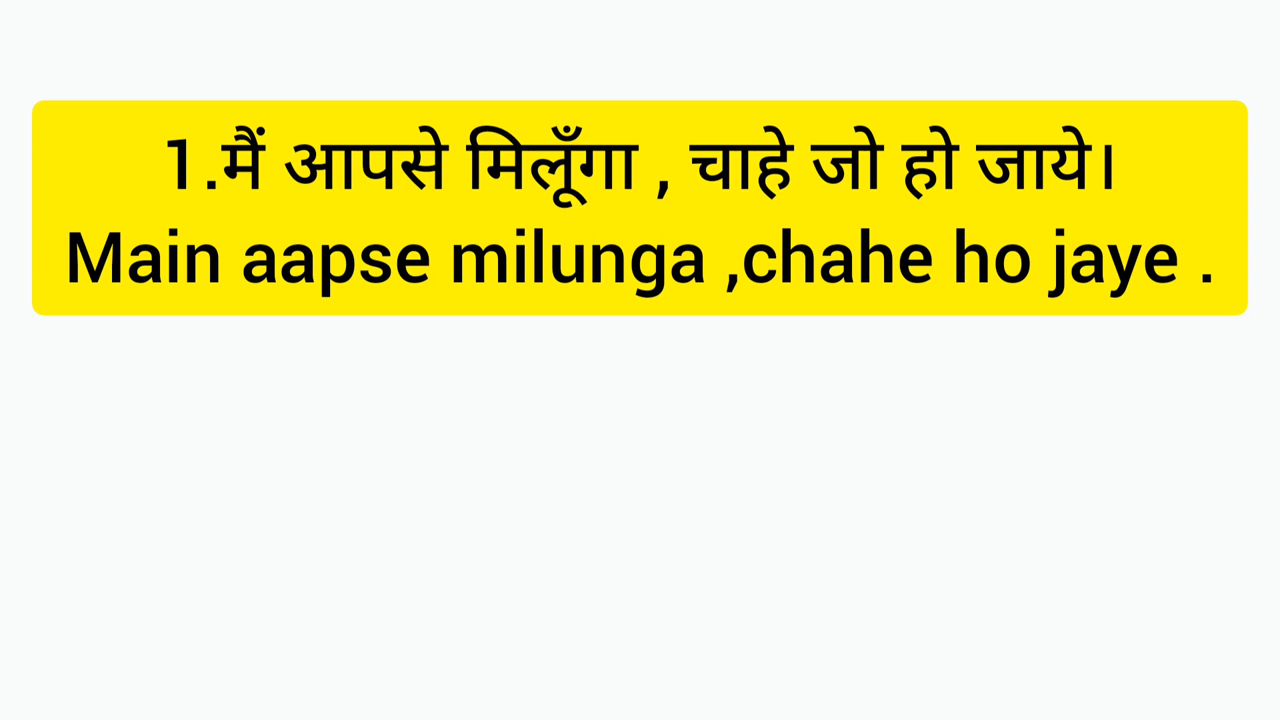 1.मैं आपसे मिलूँगा , चाहे जो हो जाये।
Main aapse milunga ,chahe ho jaye .